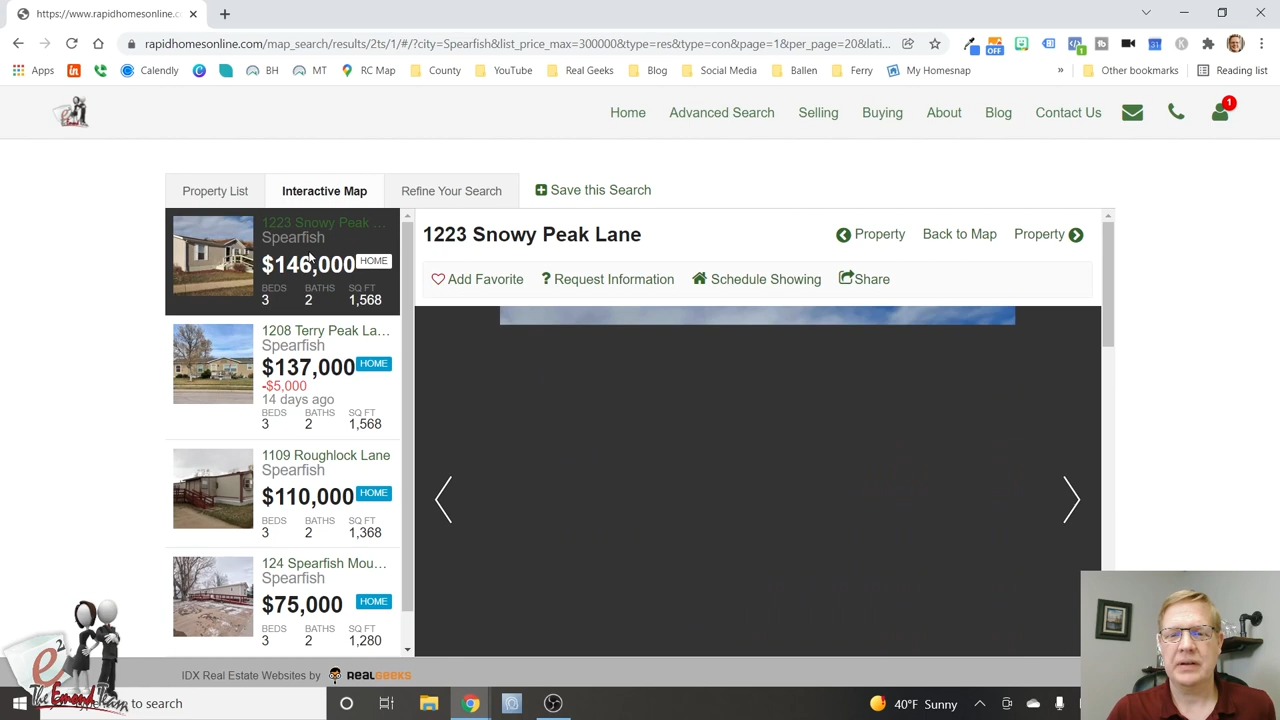 https://www.rapidhomesonline.c
rapidhomesonline.com/map_search/results/2tv/1/#/?city=Spearfish&list_price_max=300000&type=res&type=con&page=1&per_page=20&lati...
OFF
1
Apps
Calendly
BH
MT
RC Map
County
YouTube
Real Geeks
Blog
Social Media
Ballen
Ferry
My Homesnap
»
Other bookmarks
Reading list
Home
Advanced Search
Selling
Buying
About
Blog
Contact Us
1
Property List
Interactive Map
Refine Your Search
Save this Search
1223 Snowy Peak ...
Spearfish
$146,000 HOME
BEDS BATHS SQ FT
3 2 1,568
1208 Terry Peak La...
Spearfish
$137,000 HOME
-$5,000
14 days ago
BEDS BATHS SQ FT
3 2 1,568
1109 Roughlock Lane
Spearfish
$110,000 HOME
BEDS BATHS SQ FT
3 2 1,368
124 Spearfish Mou...
Spearfish
$75,000 HOME
BEDS BATHS SQ FT
3 2 1,280
1223 Snowy Peak Lane
Property
Back to Map
Property
Add Favorite
? Request Information
Schedule Showing
Share
IDX Real Estate Websites by REALGEEKS
e2
The Emond Team
to search
40°F Sunny